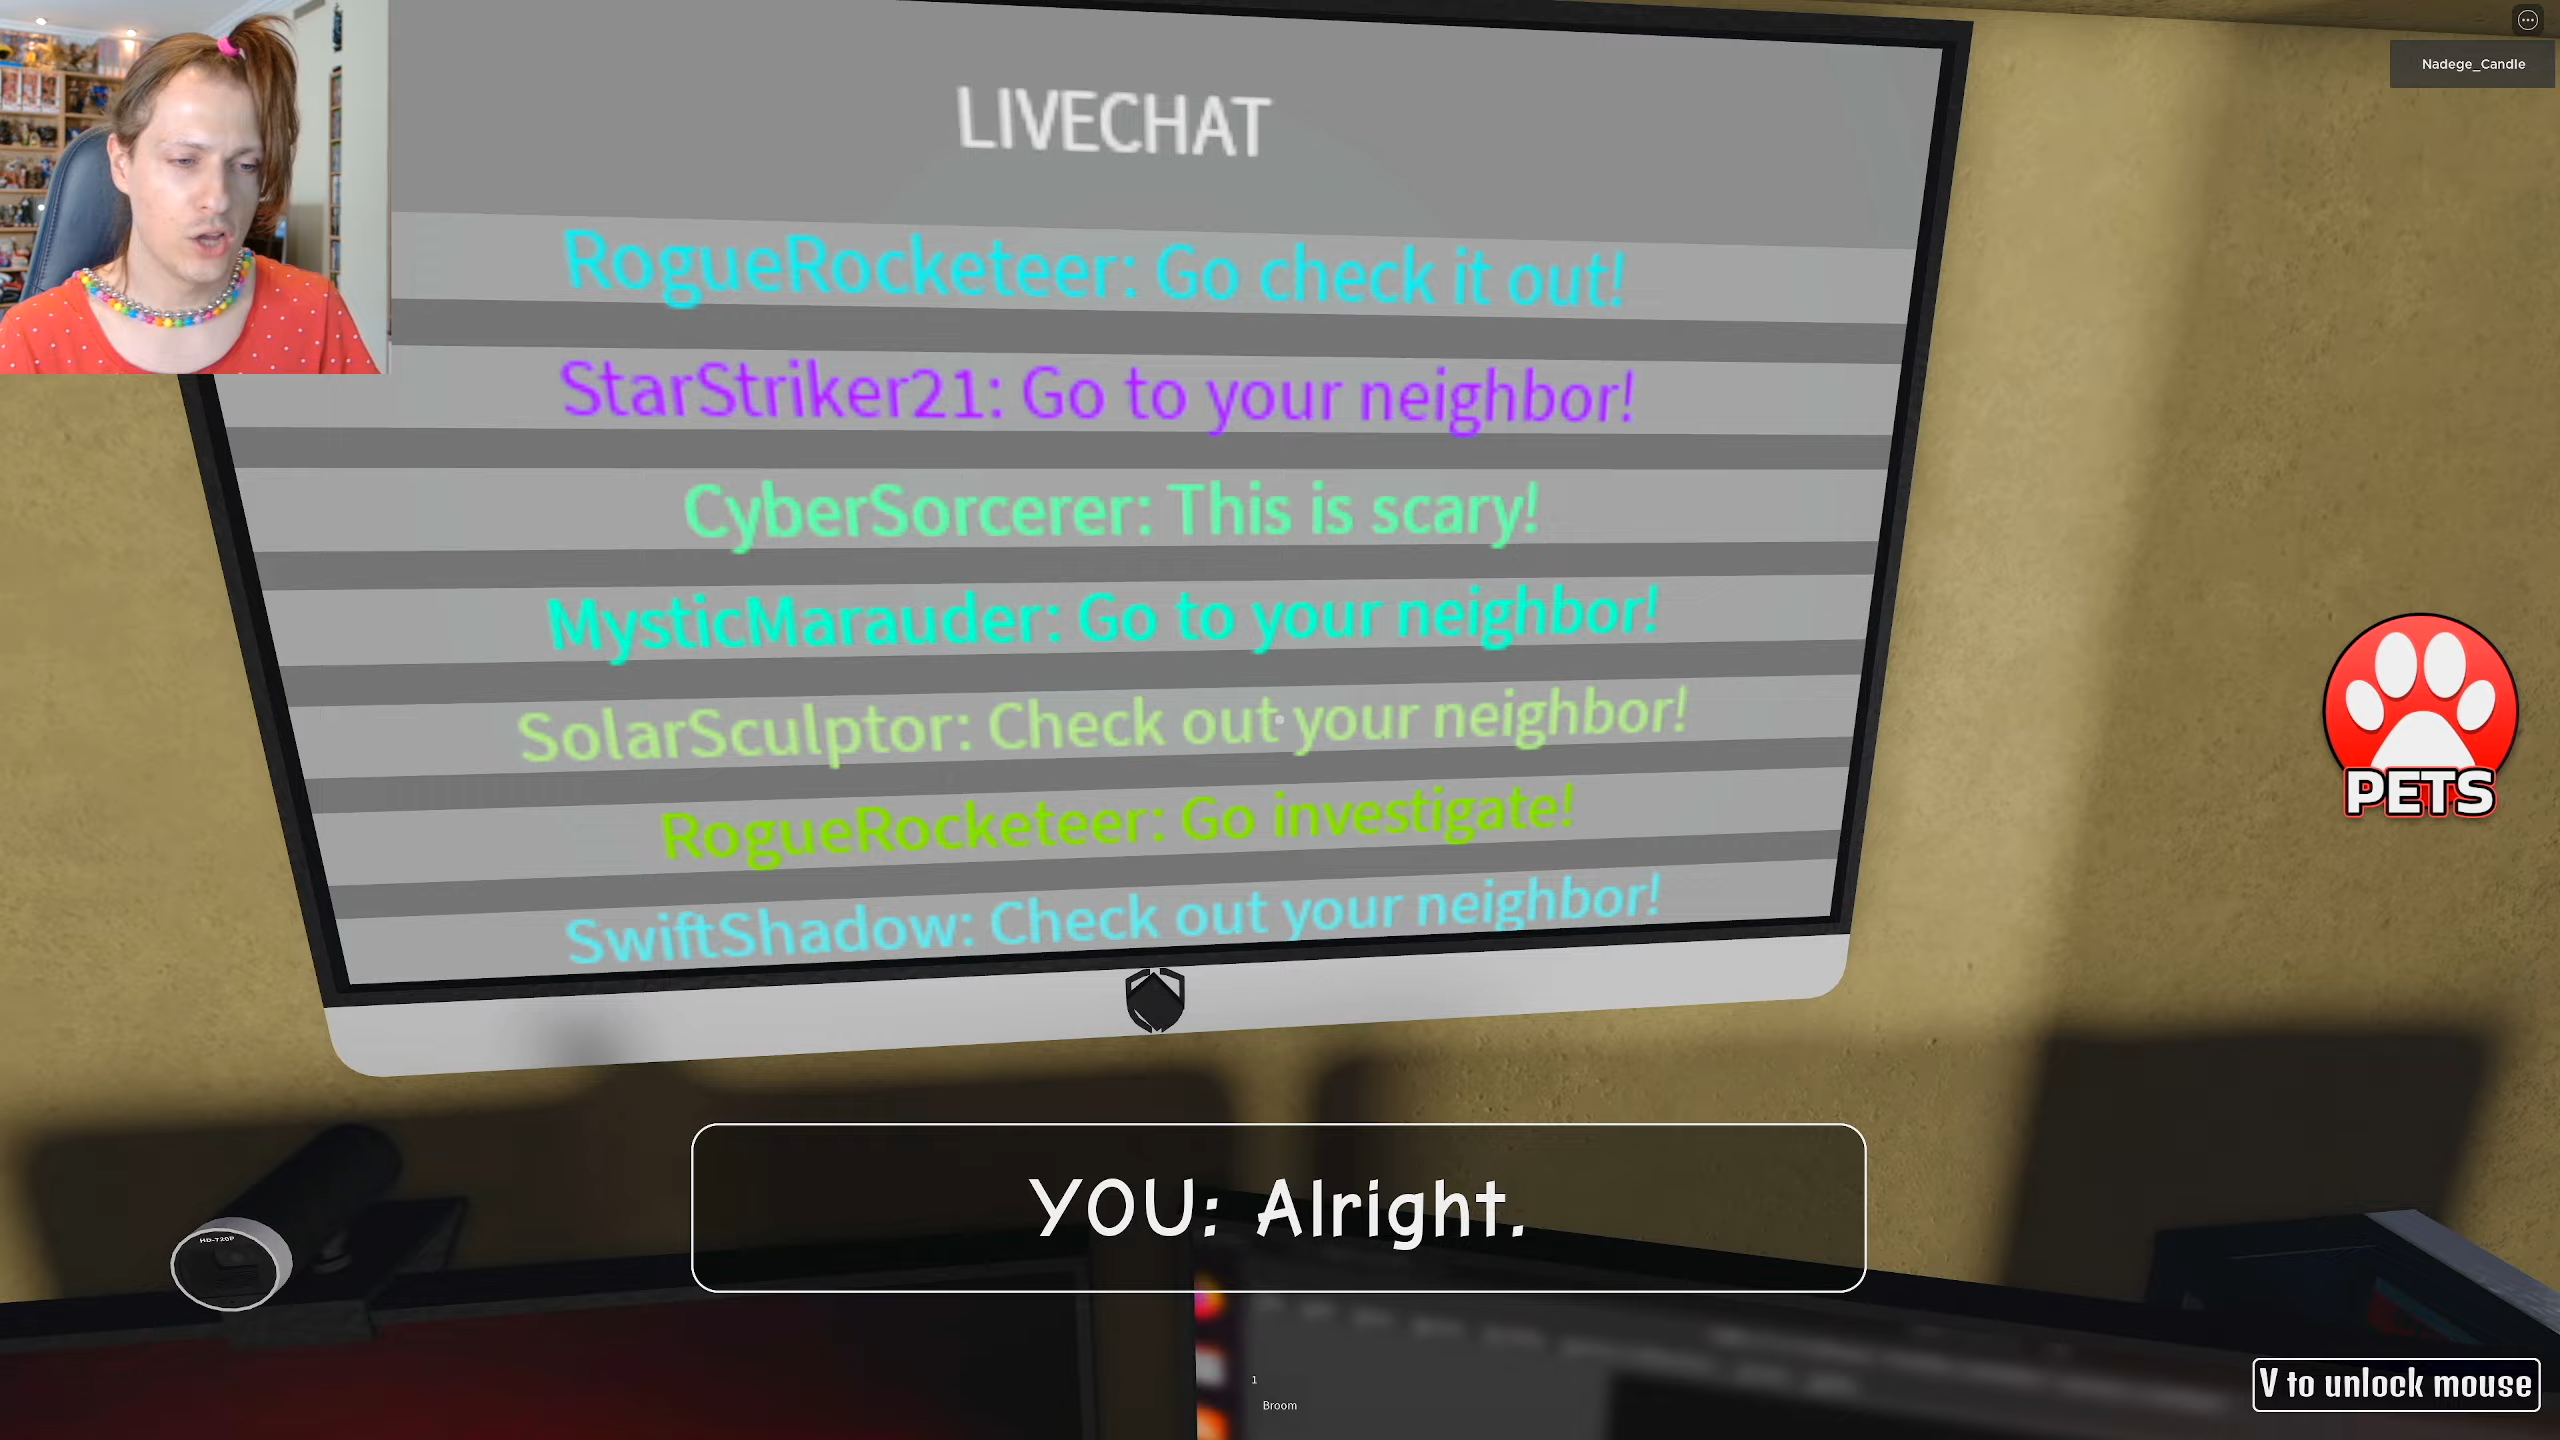 Nadege_Candle
LIVECHAT
RogueRocketeer: Go check it out!
StarStriker21: Go to your neighbor!
CyberSorcerer: This is scary!
MysticMarauder: Go to your neighbor!
SolarSculptor: Check out your neighbor!
RogueRocketeer: Go investigate!
SwiftShadow: Check out your neighbor!
PETS
YOU: Alright.
HD-720P
1
Broom
V to unlock mouse